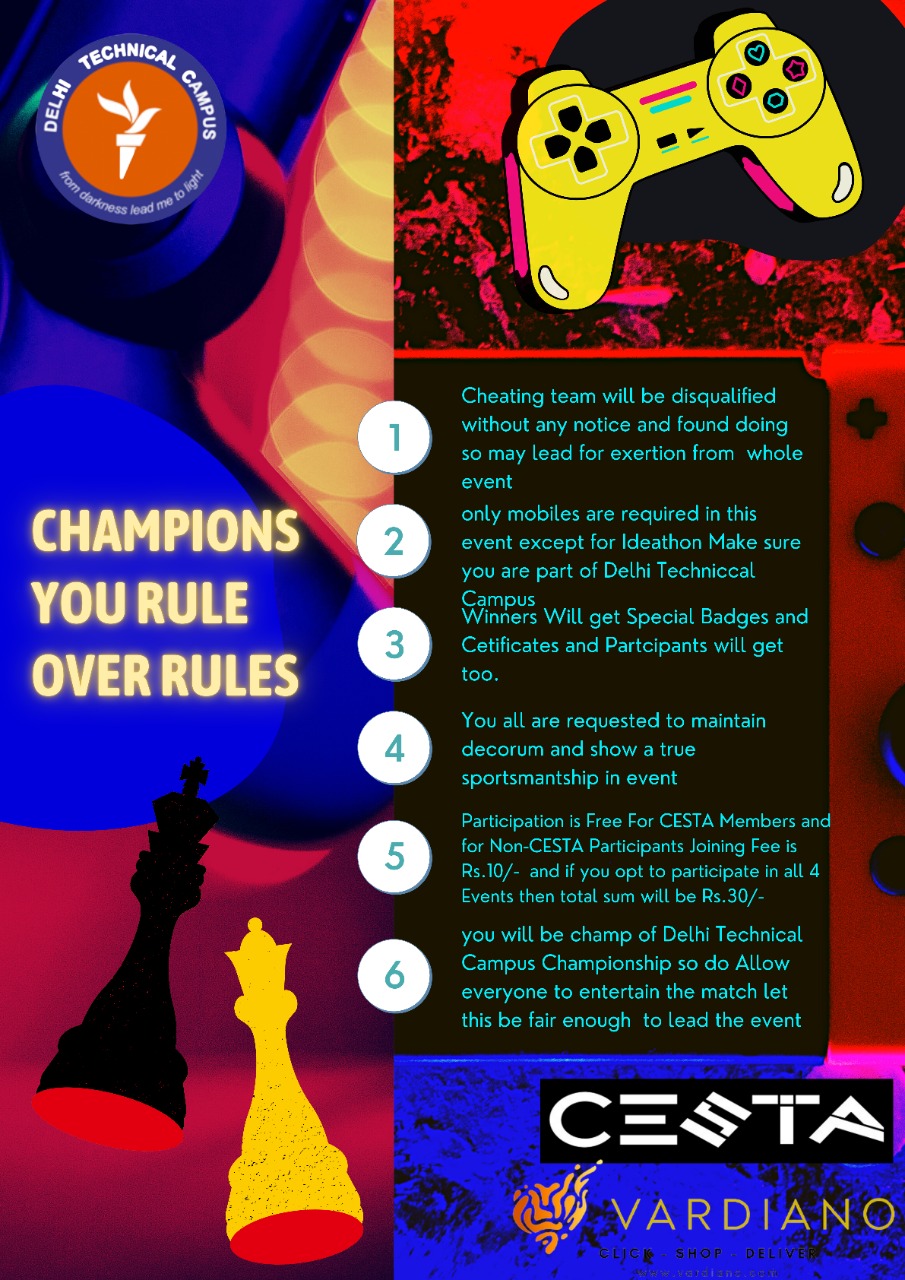 DELHI TECHNICAL CAMPUS
from darkness lead me to light
CHAMPIONS
YOU RULE
OVER RULES
1
Cheating team will be disqualified
without any notice and found doing
so may lead for exertion from whole
event
2
only mobiles are required in this
event except for Ideathon Make sure
you are part of Delhi Techniccal
Campus
3
Winners Will get Special Badges and
Cetificates and Partcipants will get
too.
4
You all are requested to maintain
decorum and show a true
sportsmantship in event
5
Participation is Free For CESTA Members and
for Non-CESTA Participants Joining Fee is
Rs.10/- and if you opt to participate in all 4
Events then total sum will be Rs.30/-
6
you will be champ of Delhi Technical
Campus Championship so do Allow
everyone to entertain the match let
this be fair enough to lead the event
CESTA
VARDIANO
CLICK - SHOP - DELIVER
www.vardiano.com